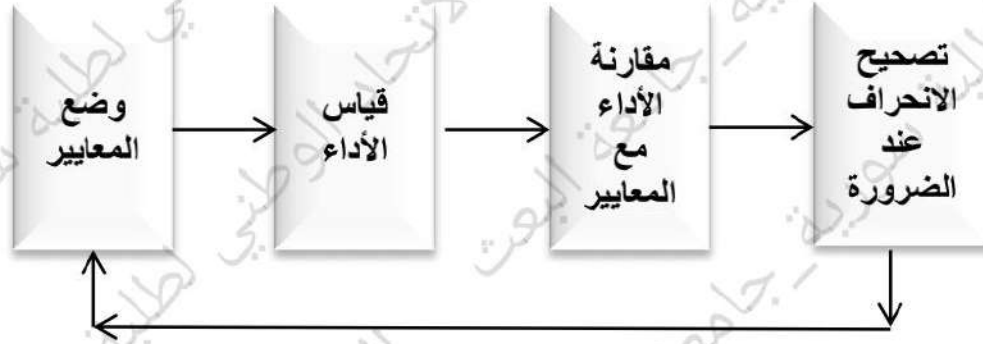 وضع
المعايير
قياس
الأداء
مقارنة
الأداء
مع
المعايير
تصحيح
الانحراف
عند
الضرورة